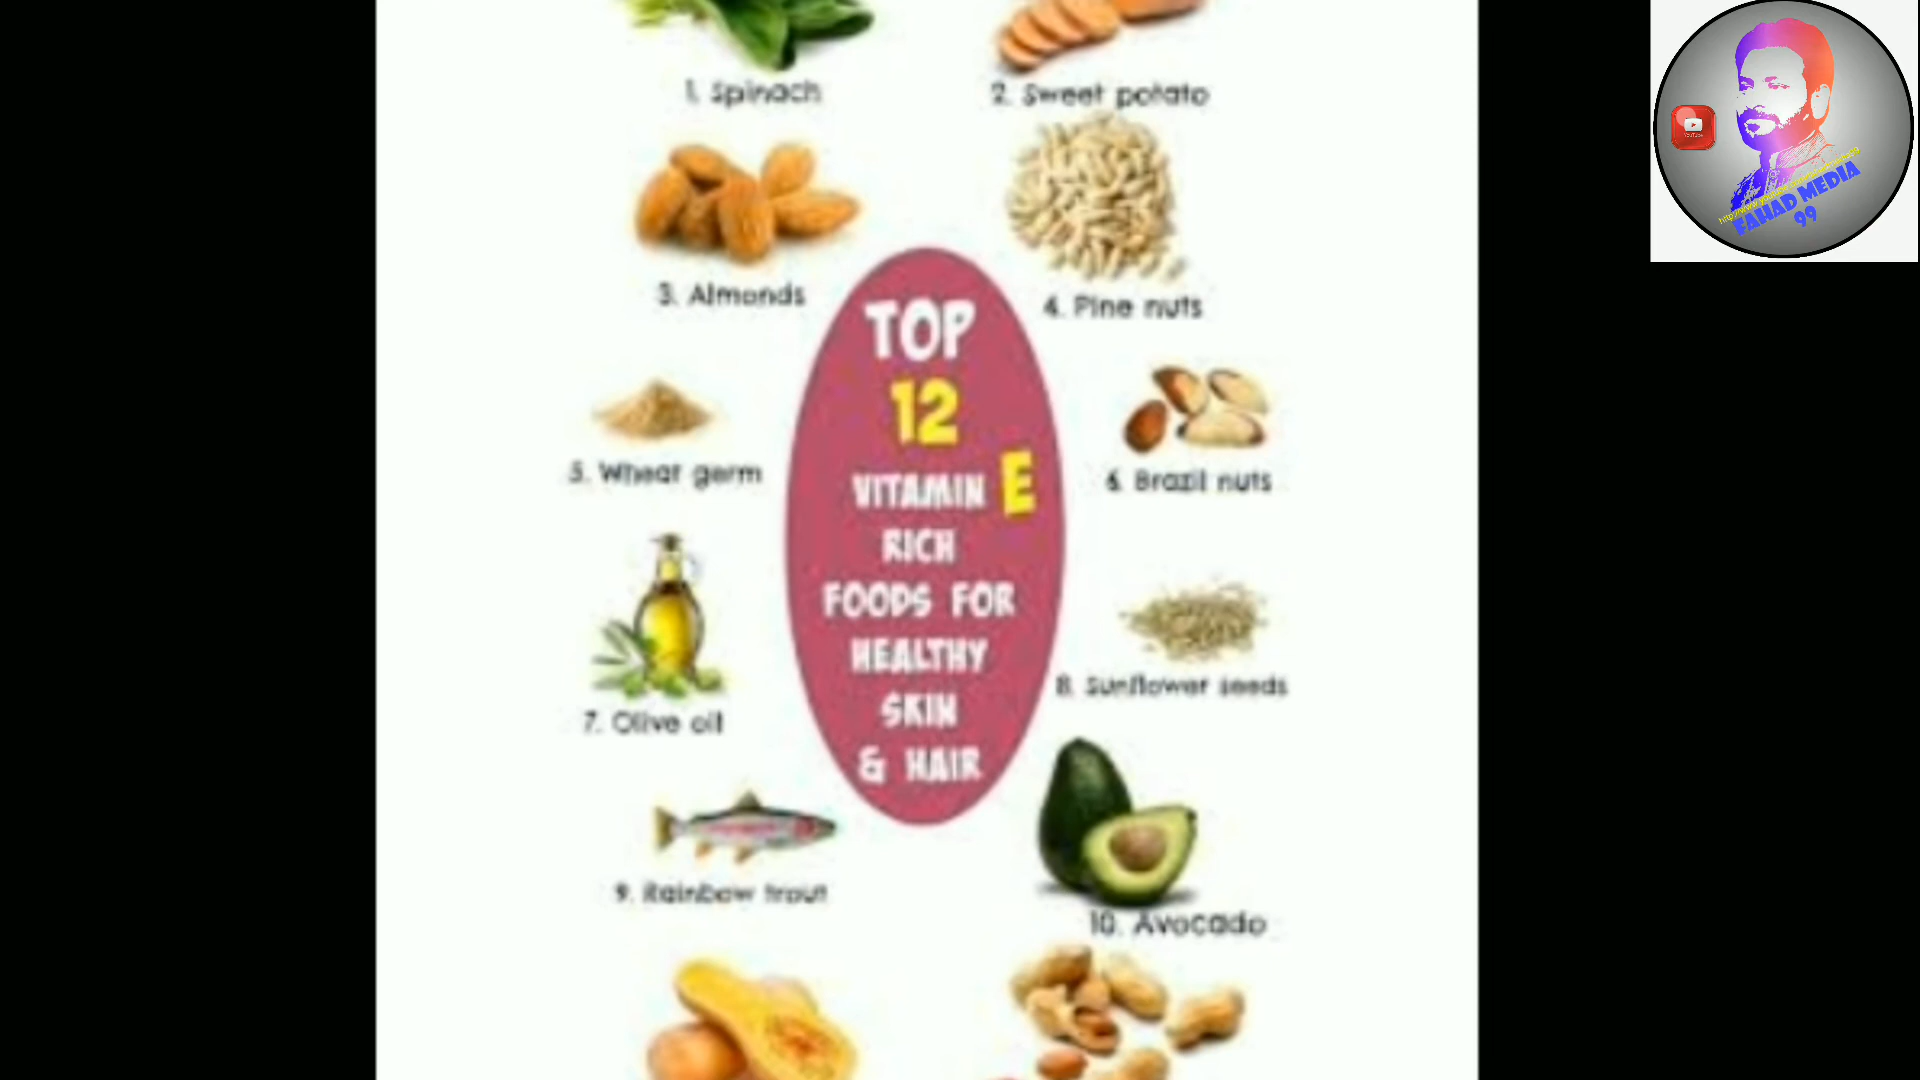 1. Spinach
2. Sweet potato
3. Almonds
4. Pine nuts
TOP
12
VITAMIN E
RICH
FOODS FOR
HEALTHY
SKIN
& HAIR
5. Wheat germ
6. Brazil nuts
7. Olive oil
8. Sunflower seeds
9. Rainbow trout
10. Avocado
YouTube
FAHAD MEDIA
99